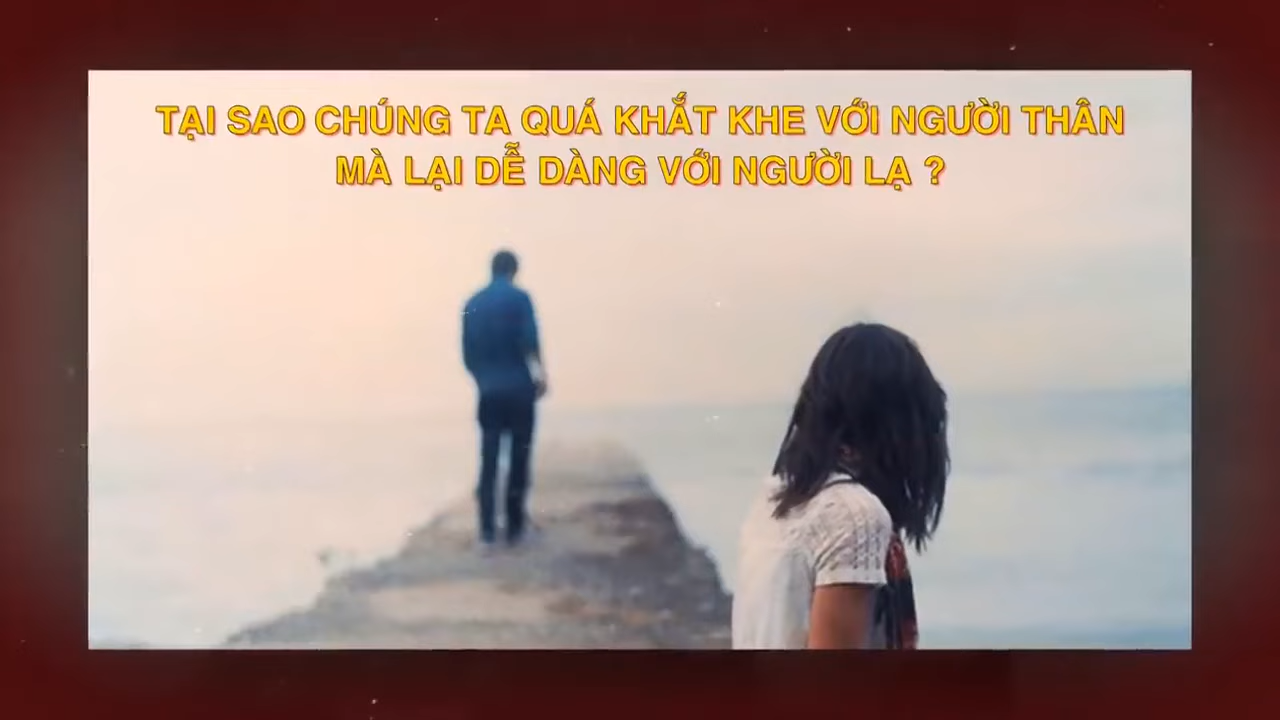 TẠI SAO CHÚNG TA QUÁ KHẮT KHE VỚI NGƯỜI THÂN
MÀ LẠI DỄ DÀNG VỚI NGƯỜI LẠ ?